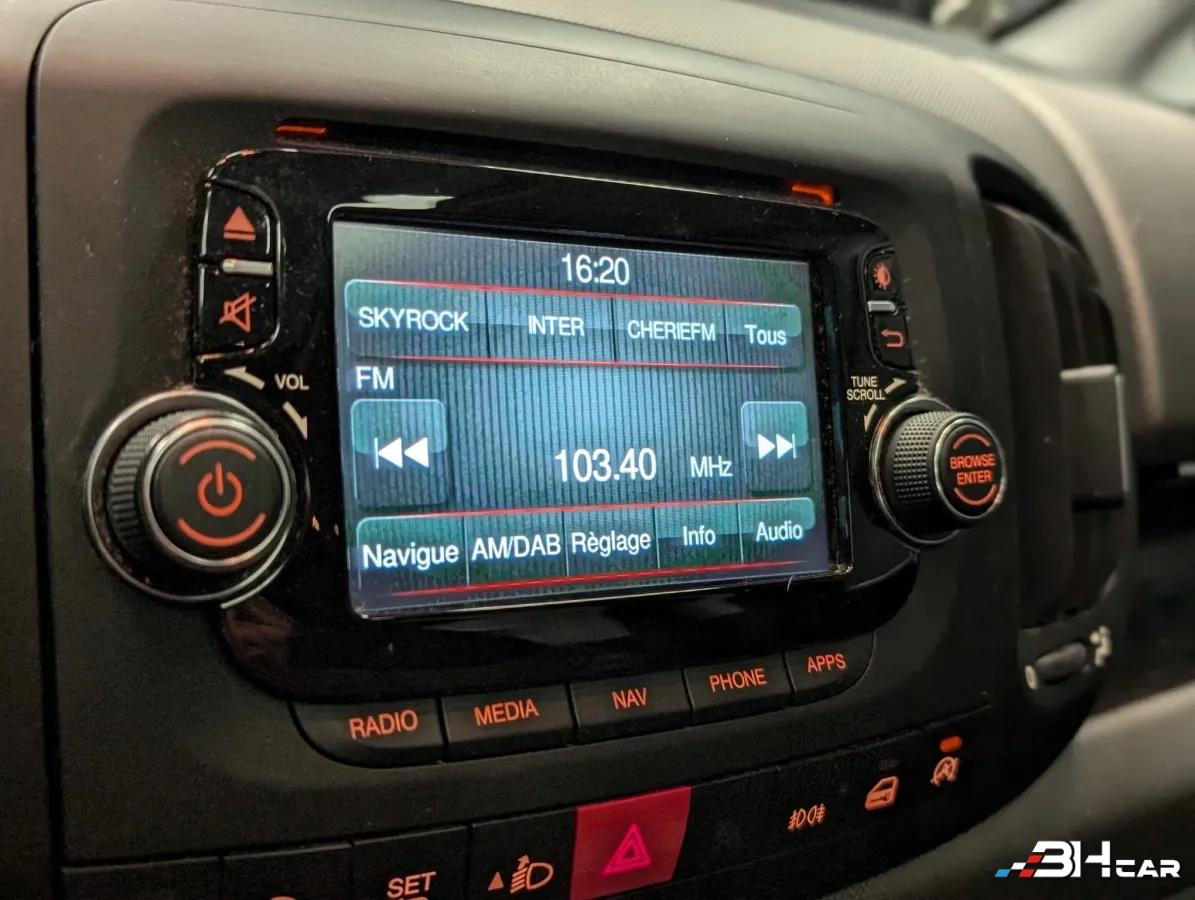 16:20
SKYROCK INTER CHERIEFM Tous
FM
VOL
TUNE
SCROLL
103.40 MHz
BROWSE
ENTER
Navigue AM/DAB Règlage Info Audio
RADIO MEDIA NAV PHONE APPS
SET
3HCAR